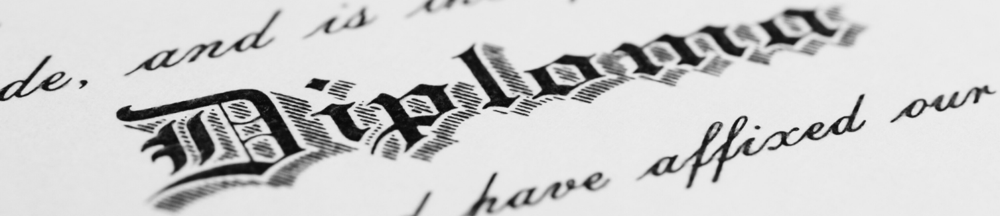 de, and is
Diploma
have affixed our